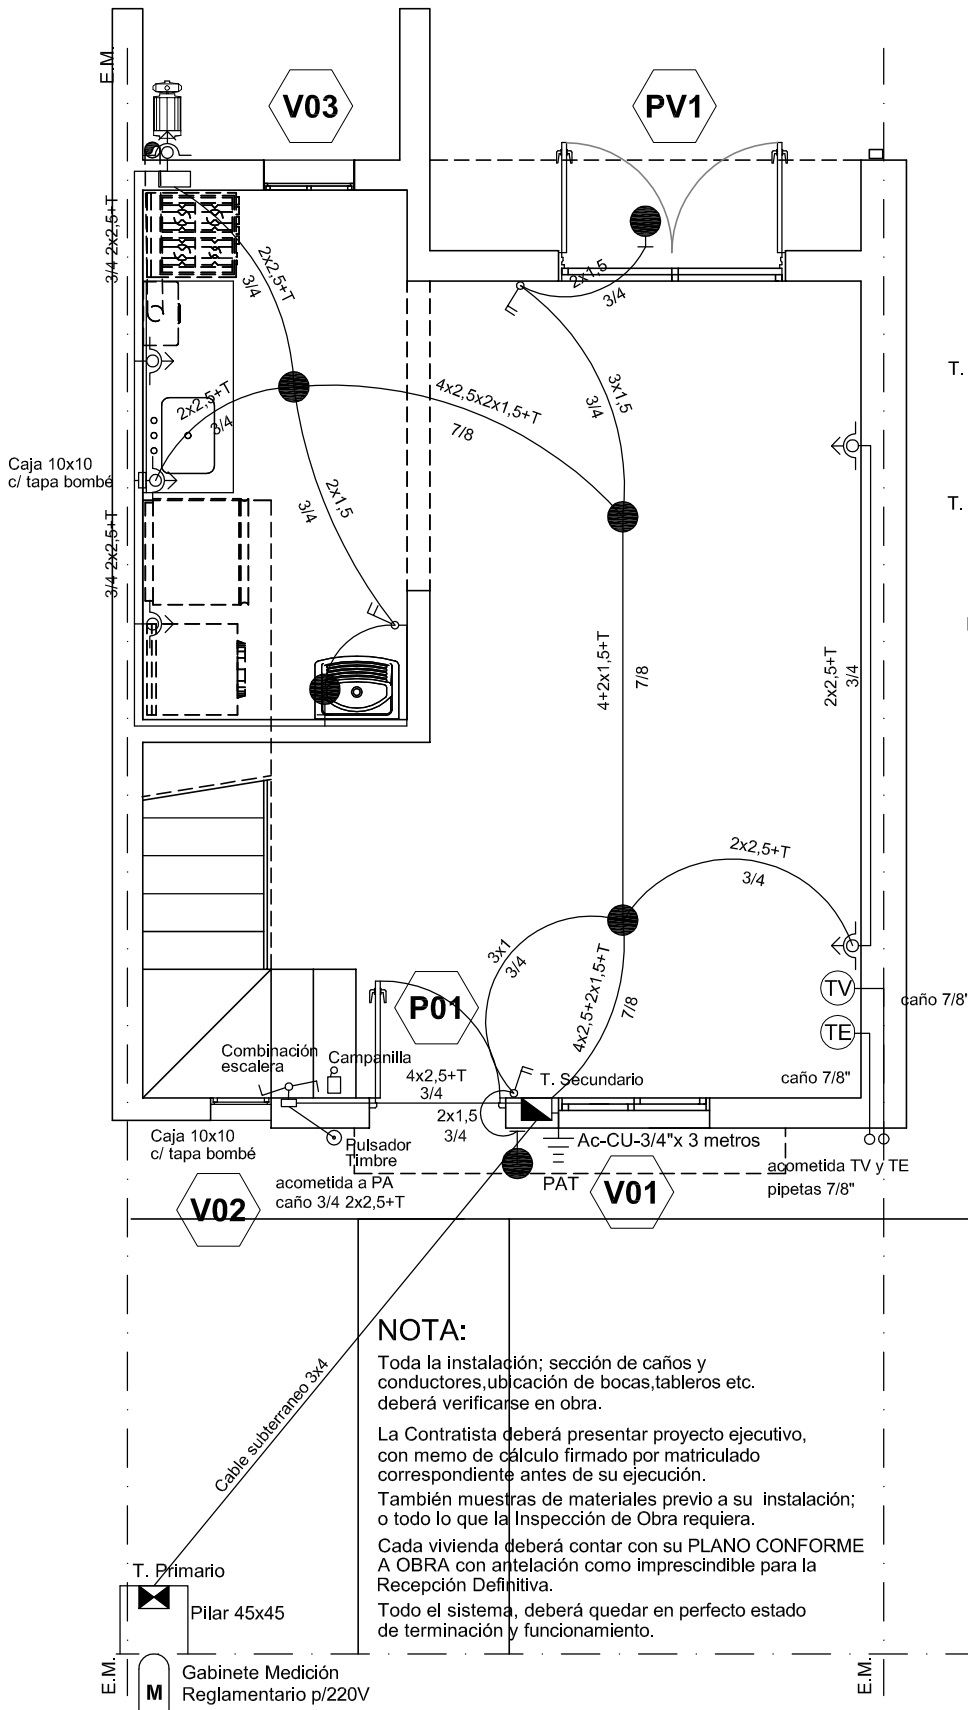 E.M.
V03
PV1
3/4 2x2,5+T
2x2,5+T
3/4
2x1,5
3/4
3x1,5
3/4
T.
2x2,5+T
3/4
4x2,5x2x1,5+T
7/8
Caja 10x10
c/ tapa bombé
2x1,5
3/4
T.
3/4 2x2,5+T
4+2x1,5+T
7/8
2x2,5+T
3/4
2x2,5+T
3/4
3x1
3/4
4x2,5+2x1,5+T
7/8
P01
TV
caño 7/8"
TE
Combinación
escalera
Campanilla
4x2,5+T
3/4
T. Secundario
caño 7/8"
2x1,5
3/4
Caja 10x10
c/ tapa bombé
Pulsador
Timbre
Ac-CU-3/4"x 3 metros
acometida a PA
caño 3/4 2x2,5+T
PAT
acometida TV y TE
pipetas 7/8"
V02
V01
NOTA:
Toda la instalación; sección de caños y
conductores,ubicación de bocas,tableros etc.
deberá verificarse en obra.
La Contratista deberá presentar proyecto ejecutivo,
con memo de cálculo firmado por matriculado
correspondiente antes de su ejecución.
También muestras de materiales previo a su instalación;
o todo lo que la Inspección de Obra requiera.
Cada vivienda deberá contar con su PLANO CONFORME
A OBRA con antelación como imprescindible para la
Recepción Definitiva.
Todo el sistema, deberá quedar en perfecto estado
de terminación y funcionamiento.
Cable subterraneo 3x4
T. Primario
Pilar 45x45
E.M.
M
Gabinete Medición
Reglamentario p/220V
E.M.